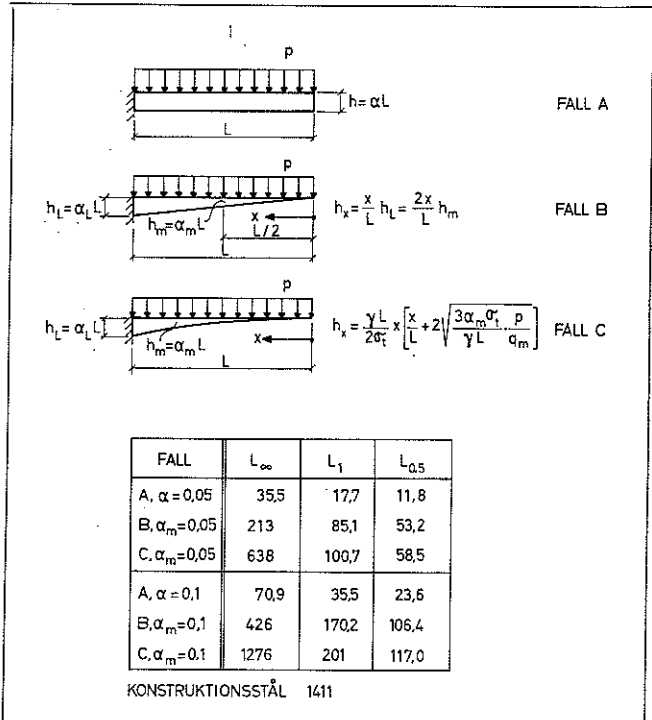 p
h=αL
FALL A
L
p
h_L=α_L L
h_m=α_m L
x
L/2
L
h_x = x/L h_L = 2x/L h_m
FALL B
p
h_L=α_L L
h_m=α_m L
x
L
h_x = γL/2σ_t x [x/L + 2√(3α_m σ_t/γL · p/q_m)]
FALL C
FALL L_∞ L_1 L_0.5
A, α=0,05 35,5 17,7 11,8
B, α_m=0,05 213 85,1 53,2
C, α_m=0,05 638 100,7 58,5
A, α=0,1 70,9 35,5 23,6
B, α_m=0,1 426 170,2 106,4
C, α_m=0,1 1276 201 117,0
KONSTRUKTIONSSTÅL 1411